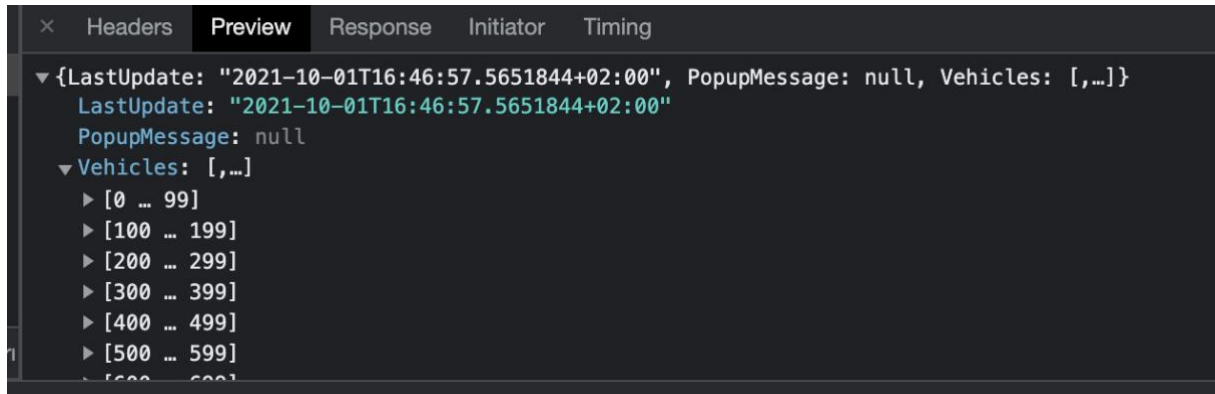 × Headers Preview Response Initiator Timing
▼{LastUpdate: "2021-10-01T16:46:57.5651844+02:00", PopupMessage: null, Vehicles: [,…]}
LastUpdate: "2021-10-01T16:46:57.5651844+02:00"
PopupMessage: null
▼Vehicles: [,…]
▶[0 … 99]
▶[100 … 199]
▶[200 … 299]
▶[300 … 399]
▶[400 … 499]
▶[500 … 599]